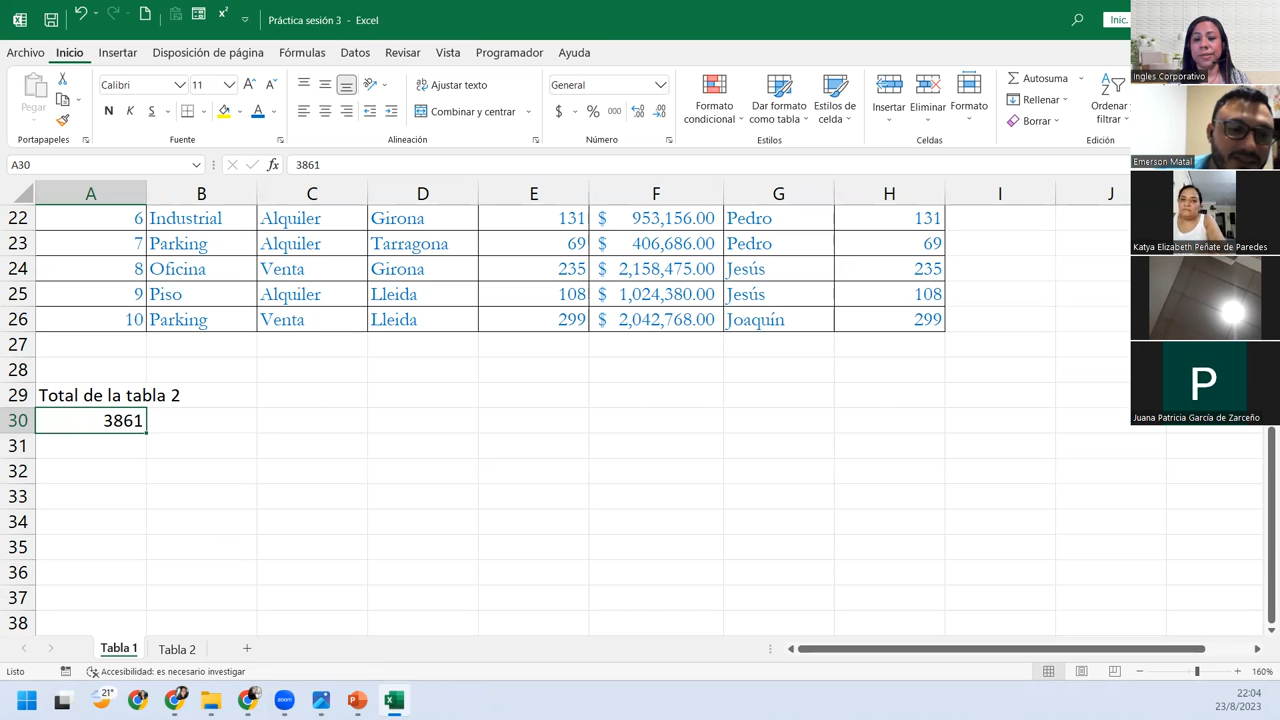 Práctica sesión 3 - Excel
Inic.
Archivo Inicio Insertar Disposición de página Fórmulas Datos Revisar Vista Ayuda
Pegar
Portapapeles
Calibri 11
N K S
Fuente
Ajustar texto
Combinar y centrar
Alineación
General
$ % 000
Número
Formato condicional
Dar formato como tabla
Estilos de celda
Estilos
Insertar
Eliminar
Formato
Celdas
Autosuma
Rellenar
Borrar
Ordenar
Edición
A30 fx 3861
A B C D E F G H I J
22 6 Industrial Alquiler Girona 131 $ 953,156.00 Pedro 131
23 7 Parking Alquiler Tarragona 69 $ 406,686.00 Pedro 69
24 8 Oficina Venta Girona 235 $ 2,158,475.00 Jesús 235
25 9 Piso Alquiler Lleida 108 $ 1,024,380.00 Jesús 108
26 10 Parking Venta Lleida 299 $ 2,042,768.00 Joaquín 299
27
28
29 Total de la tabla 2
30 3861
31
32
33
34
35
36
37
38
Tabla 1 Tabla 2
Listo Accesibilidad: es necesario investigar 160%
21°
zoom
22:04
23/8/2023
Ingles Corporativo
Emerson Matal
Katya Elizabeth Peñate de Paredes
P
Juana Patricia García de Zarceño